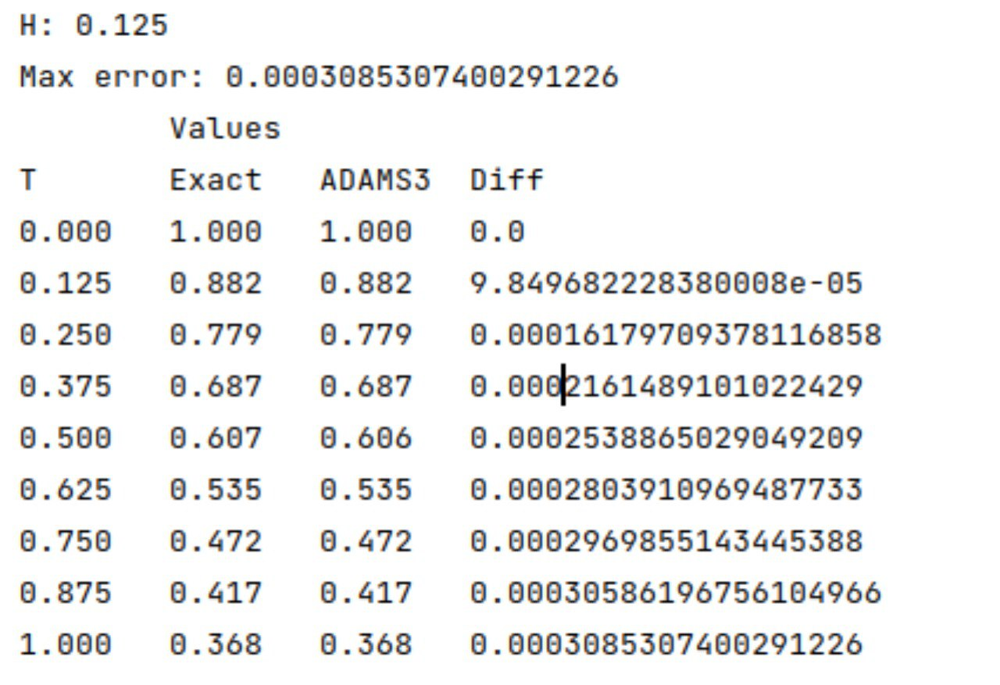 H: 0.125
Max error: 0.0003085307400291226
Values
T Exact ADAMS3 Diff
0.000 1.000 1.000 0.0
0.125 0.882 0.882 9.849682228380008e-05
0.250 0.779 0.779 0.00016179709378116858
0.375 0.687 0.687 0.0002161489101022429
0.500 0.607 0.606 0.0002538865029049209
0.625 0.535 0.535 0.0002803910969487733
0.750 0.472 0.472 0.0002969855143445388
0.875 0.417 0.417 0.00030586196756104966
1.000 0.368 0.368 0.0003085307400291226